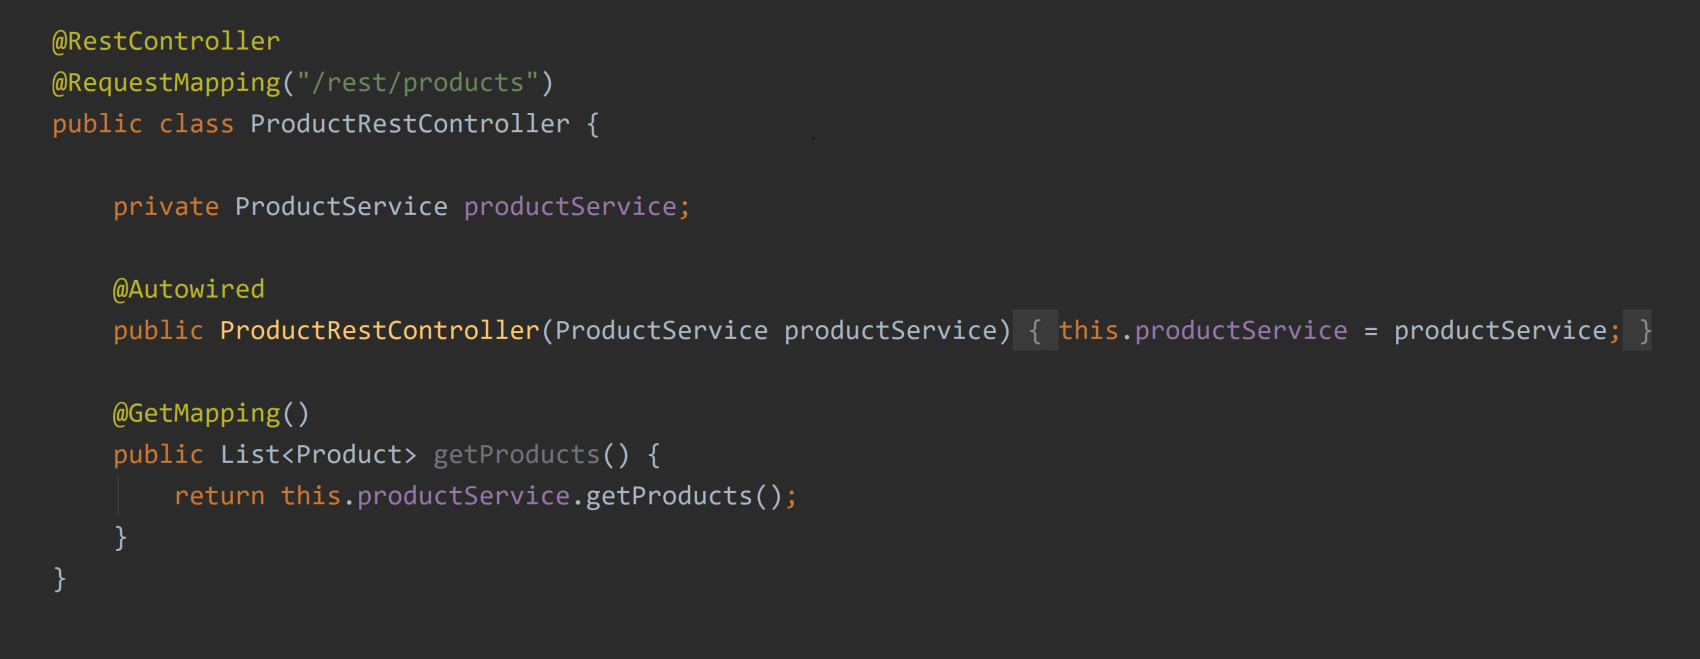 @RestController
@RequestMapping("/rest/products")
public class ProductRestController {
private ProductService productService;
@Autowired
public ProductRestController(ProductService productService) { this.productService = productService; }
@GetMapping()
public List<Product> getProducts() {
return this.productService.getProducts();
}
}